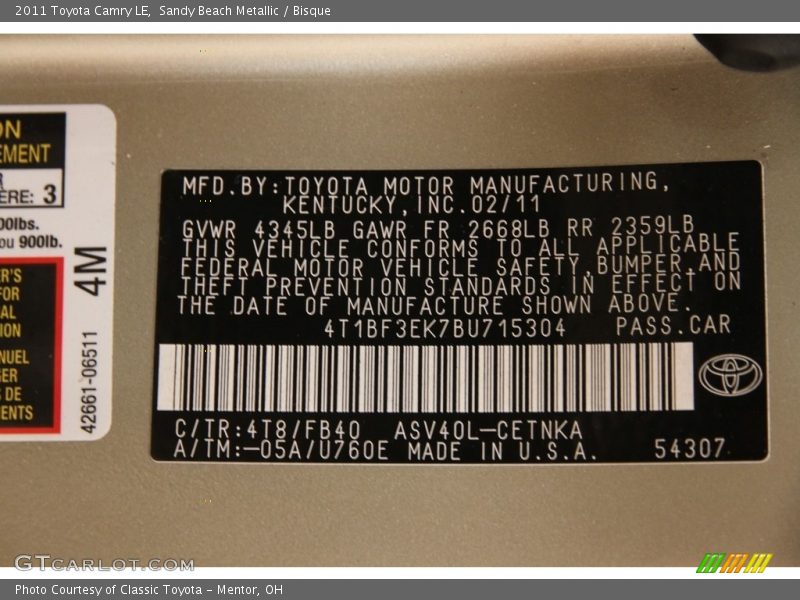 2011 Toyota Camry LE, Sandy Beach Metallic / Bisque
ON
EMENT
ERE: 3
00lbs.
ou 900lb.
ER'S
FOR
AL
ION
NUEL
GER
S DE
ENTS
4M
42661-06511
MFD.BY:TOYOTA MOTOR MANUFACTURING,
KENTUCKY,INC.02/11
GVWR 4345LB GAWR FR 2668LB RR 2359LB
THIS VEHICLE CONFORMS TO ALL APPLICABLE
FEDERAL MOTOR VEHICLE SAFETY,BUMPER,AND
THEFT PREVENTION STANDARDS IN EFFECT ON
THE DATE OF MANUFACTURE SHOWN ABOVE.
4T1BF3EK7BU715304 PASS.CAR
C/TR:4T8/FB40 ASV40L-CETNKA
A/TM:-05A/U760E MADE IN U.S.A. 54307
GTCARLOT.COM
Photo Courtesy of Classic Toyota - Mentor, OH